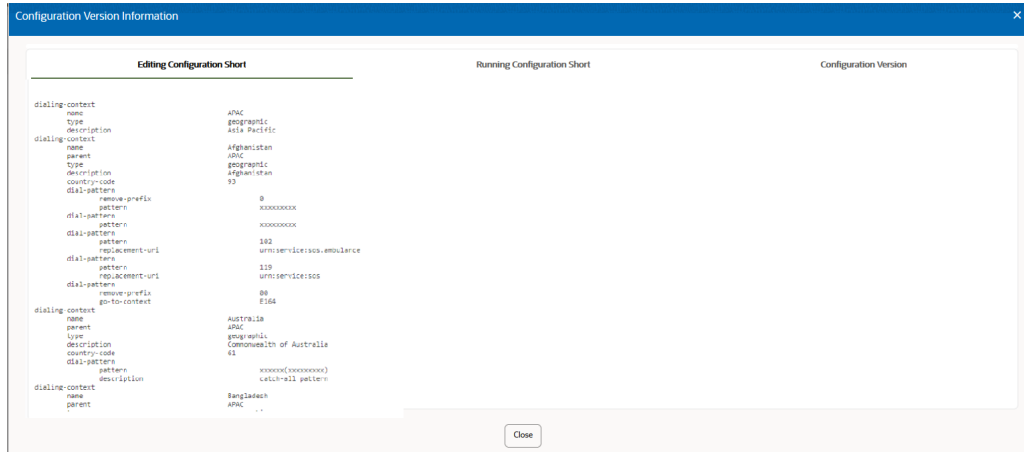 Configuration Version Information ×
Editing Configuration Short Running Configuration Short Configuration Version
dialing-context
name APAC
type geographic
description Asia Pacific
dialing-context
name Afghanistan
parent APAC
type geographic
description Afghanistan
country-code 93
dial-pattern
remove-prefix 0
pattern xxxxxxxxx
dial-pattern
pattern xxxxxxxxx
dial-pattern
pattern 102
replacement-uri urn:service:sos.ambulance
dial-pattern
pattern 119
replacement-uri urn:service:sos
dial-pattern
remove-prefix 00
go-to-context E164
dialing-context
name Australia
parent APAC
type geographic
description Commonwealth of Australia
country-code 61
dial-pattern
pattern xxxxxx(xxxxxxxxx)
description catch-all pattern
dialing-context
name Bangladesh
parent APAC
Close